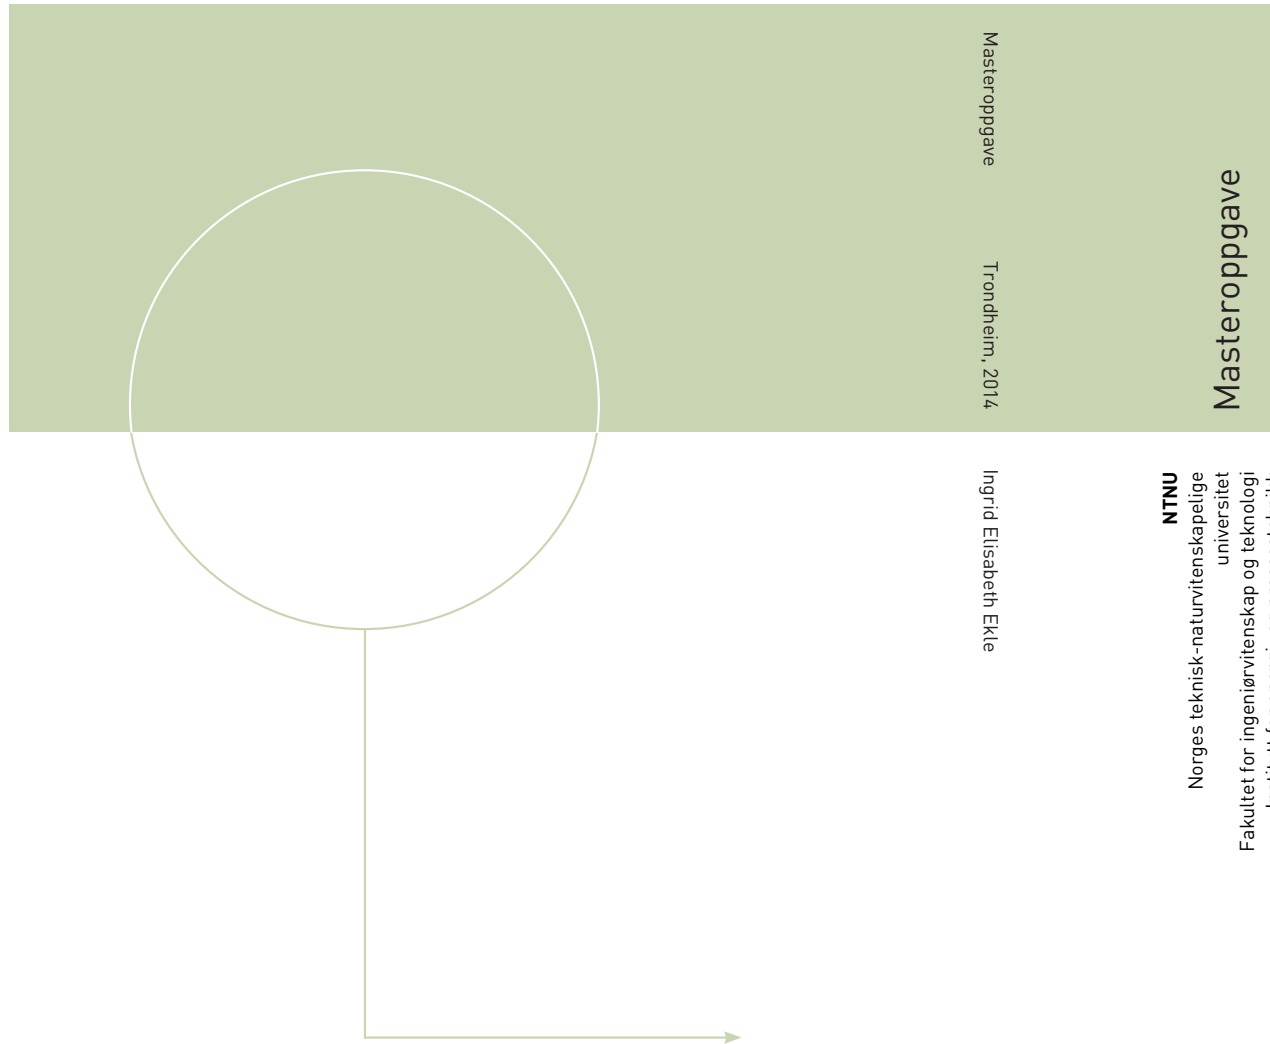 Masteroppgave
Trondheim, 2014
Ingrid Elisabeth Ekle
Masteroppgave
NTNU
Norges teknisk-naturvitenskapelige
universitet
Fakultet for ingeniørvitenskap og teknologi